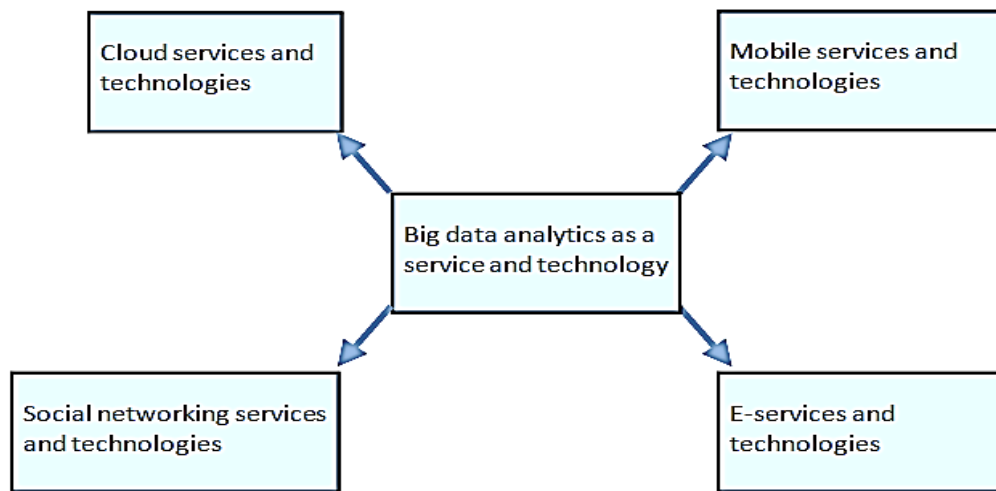 Cloud services and
technologies
Mobile services and
technologies
Big data analytics as a
service and technology
Social networking services
and technologies
E-services and
technologies